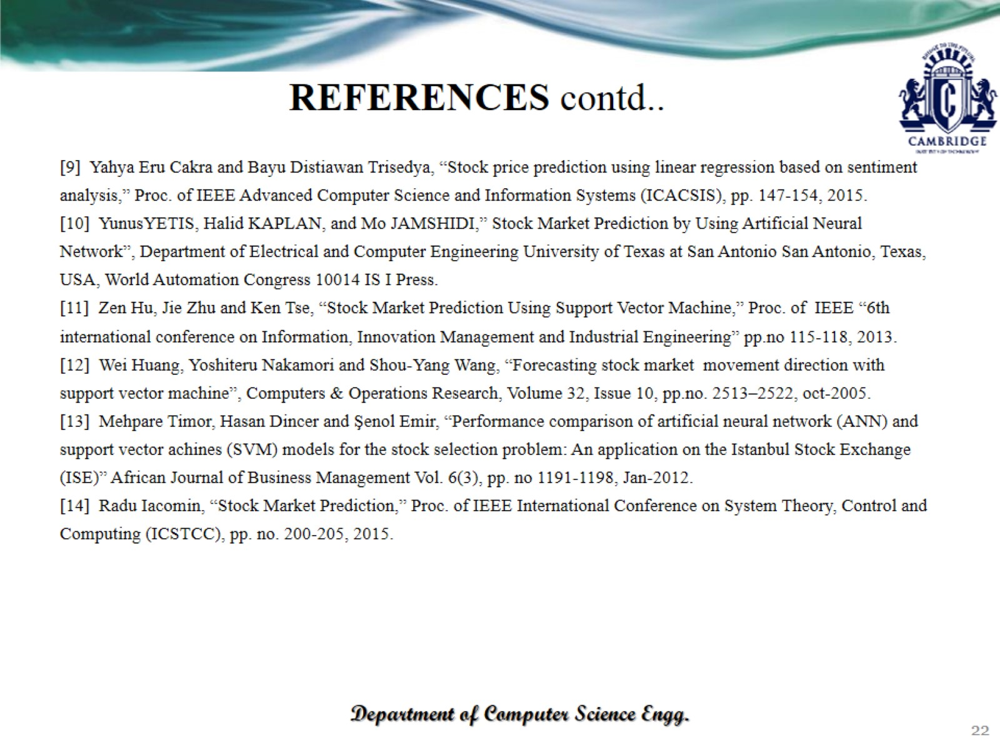 REFERENCES contd..
CAMBRIDGE
[9] Yahya Eru Cakra and Bayu Distiawan Trisedya, “Stock price prediction using linear regression based on sentiment
analysis,” Proc. of IEEE Advanced Computer Science and Information Systems (ICACSIS), pp. 147-154, 2015.
[10] YunusYETIS, Halid KAPLAN, and Mo JAMSHIDI,” Stock Market Prediction by Using Artificial Neural
Network”, Department of Electrical and Computer Engineering University of Texas at San Antonio San Antonio, Texas,
USA, World Automation Congress 10014 IS I Press.
[11] Zen Hu, Jie Zhu and Ken Tse, “Stock Market Prediction Using Support Vector Machine,” Proc. of IEEE “6th
international conference on Information, Innovation Management and Industrial Engineering” pp.no 115-118, 2013.
[12] Wei Huang, Yoshiteru Nakamori and Shou-Yang Wang, “Forecasting stock market movement direction with
support vector machine”, Computers & Operations Research, Volume 32, Issue 10, pp.no. 2513–2522, oct-2005.
[13] Mehpare Timor, Hasan Dincer and Şenol Emir, “Performance comparison of artificial neural network (ANN) and
support vector achines (SVM) models for the stock selection problem: An application on the Istanbul Stock Exchange
(ISE)” African Journal of Business Management Vol. 6(3), pp. no 1191-1198, Jan-2012.
[14] Radu Iacomin, “Stock Market Prediction,” Proc. of IEEE International Conference on System Theory, Control and
Computing (ICSTCC), pp. no. 200-205, 2015.
Department of Computer Science Engg.
22